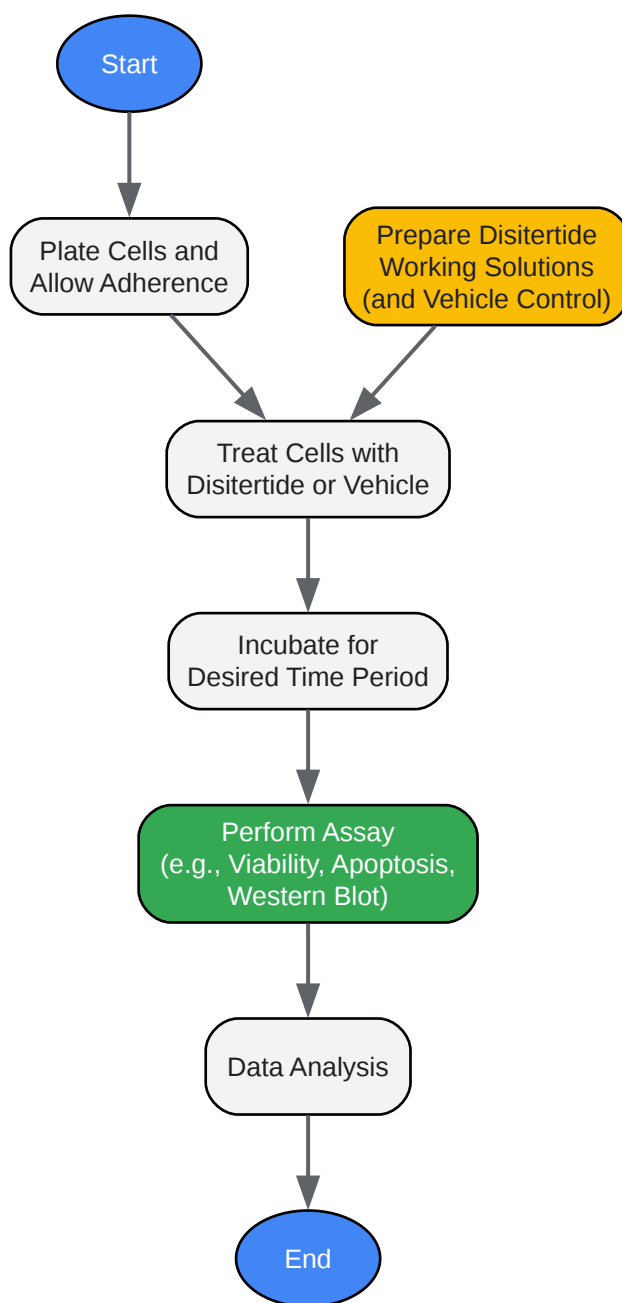 Start
Plate Cells and
Allow Adherence
Prepare Disitertide
Working Solutions
(and Vehicle Control)
Treat Cells with
Disitertide or Vehicle
Incubate for
Desired Time Period
Perform Assay
(e.g., Viability, Apoptosis,
Western Blot)
Data Analysis
End